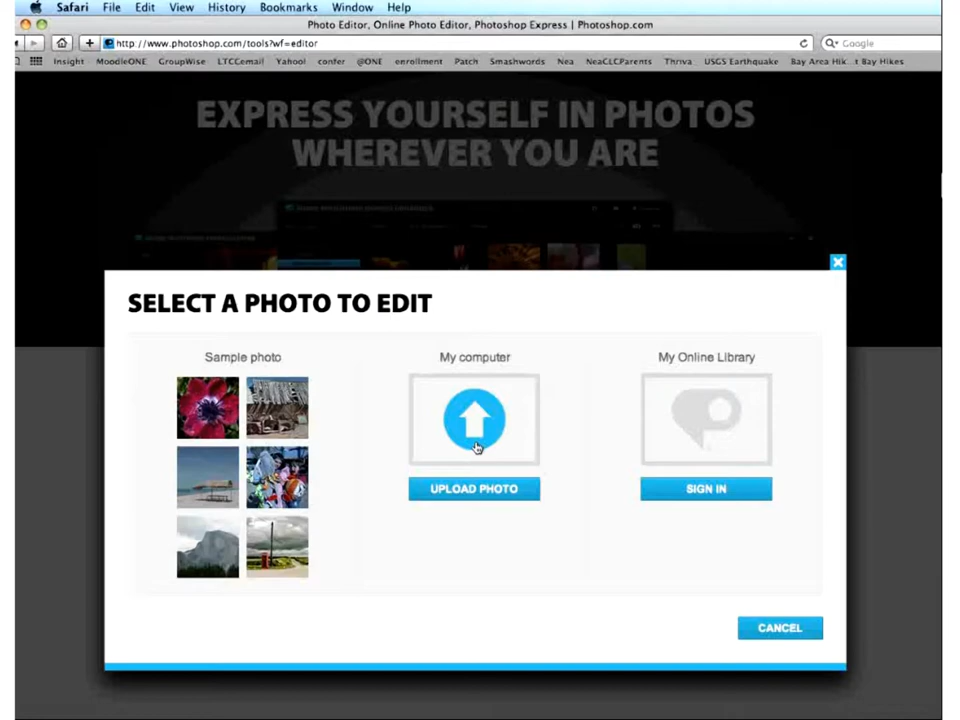 Safari File Edit View History Bookmarks Window Help
Photo Editor, Online Photo Editor, Photoshop Express | Photoshop.com
http://www.photoshop.com/tools?wf=editor
Google
Insight MoodleONE GroupWise LTCCemail Yahoo! confer @ONE enrollment Patch Smashwords Nea NeaCLCParents Thriva USGS Earthquake Bay Area Hik...t Bay Hikes
EXPRESS YOURSELF IN PHOTOS
WHEREVER YOU ARE
SELECT A PHOTO TO EDIT
Sample photo
My computer
My Online Library
UPLOAD PHOTO
SIGN IN
CANCEL